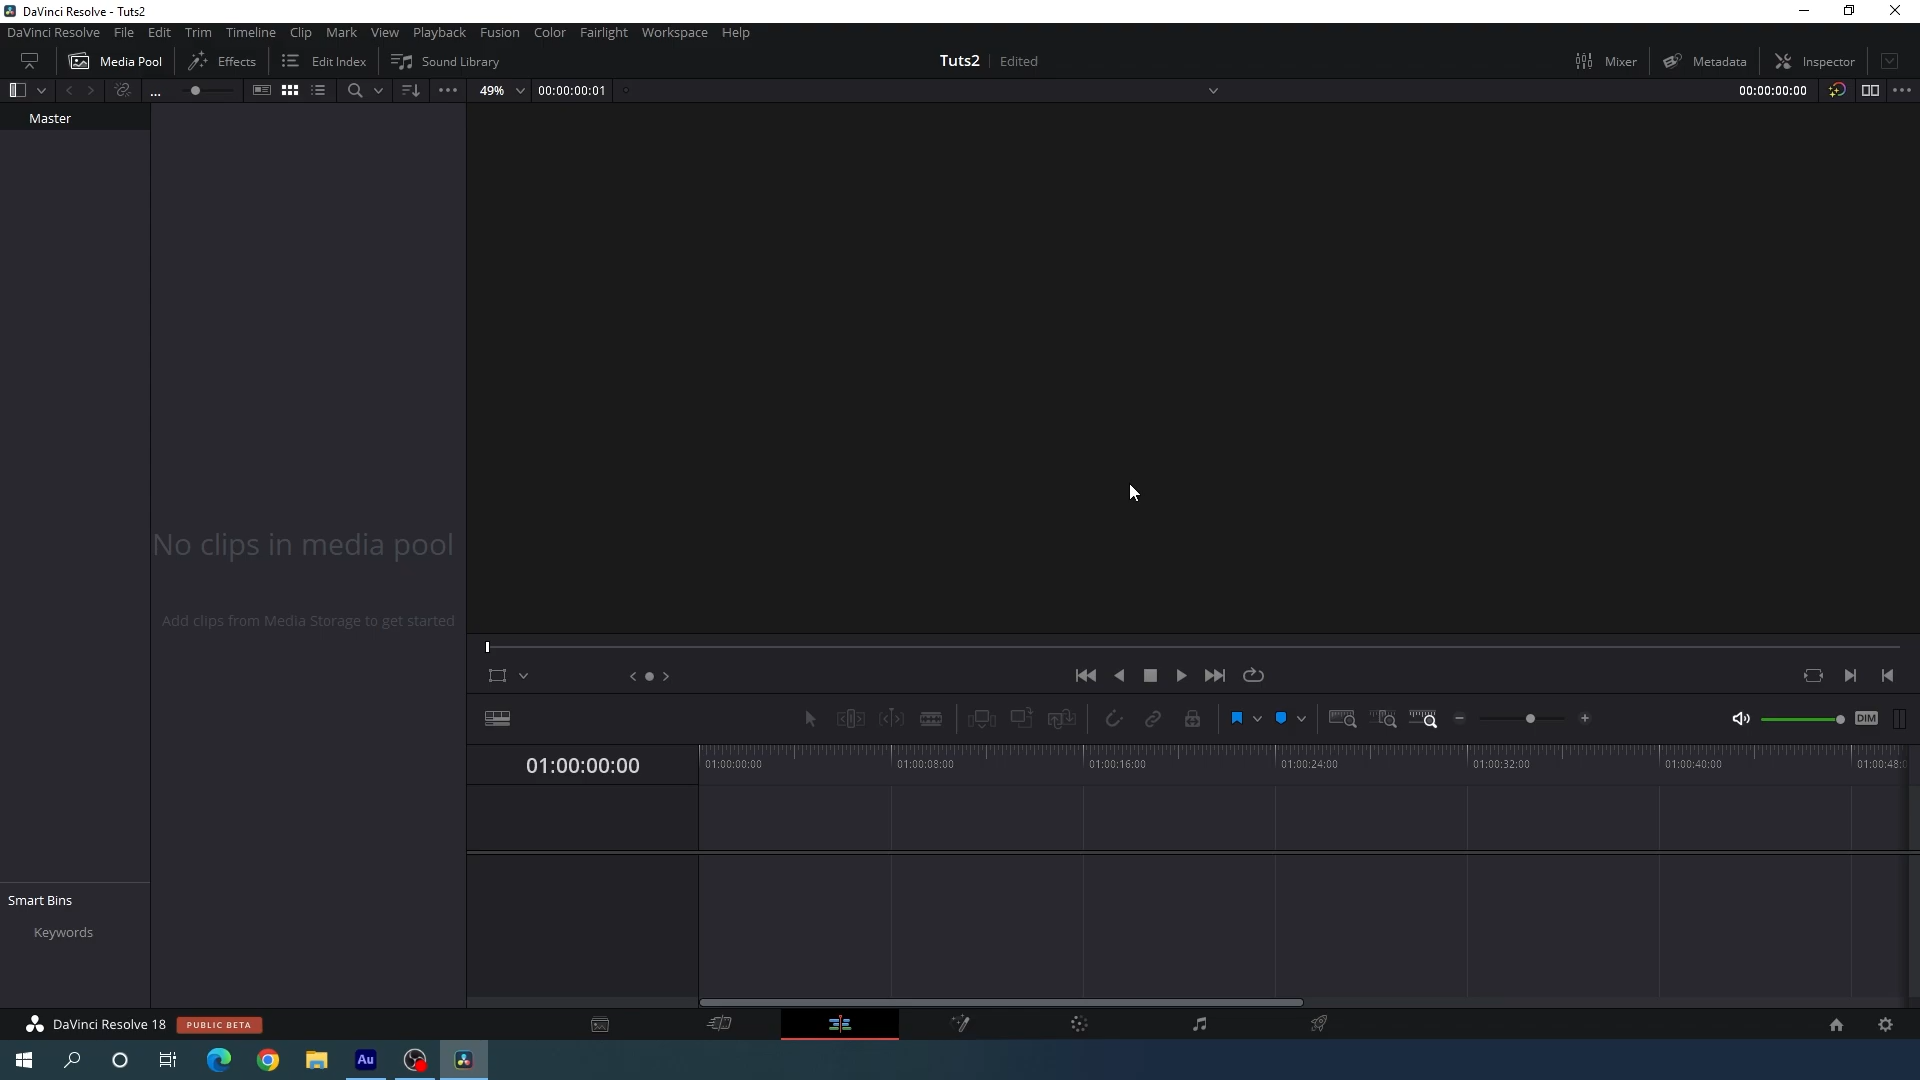 DaVinci Resolve - Tuts2
DaVinci Resolve File Edit Trim Timeline Clip Mark View Playback Fusion Color Fairlight Workspace Help
Media Pool Effects Edit Index Sound Library Tuts2 Edited Mixer Metadata Inspector
... 49% 00:00:00:01 00:00:00:00
Master
No clips in media pool
Add clips from Media Storage to get started
DIM
01:00:00:00 01:00:00:00 01:00:08:00 01:00:16:00 01:00:24:00 01:00:32:00 01:00:40:00 01:00:48:0
Smart Bins
Keywords
DaVinci Resolve 18 PUBLIC BETA
Au